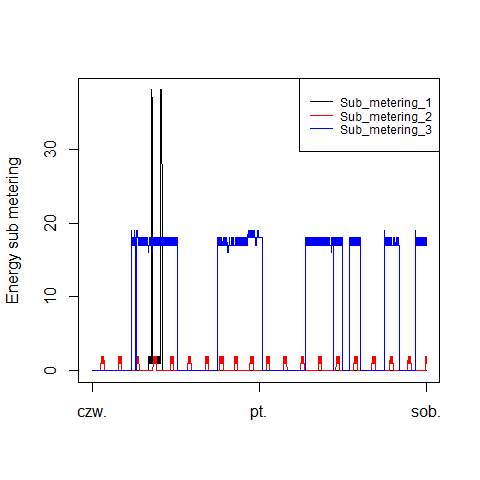 Energy sub metering
30
20
10
0
Sub_metering_1
Sub_metering_2
Sub_metering_3
czw.
pt.
sob.